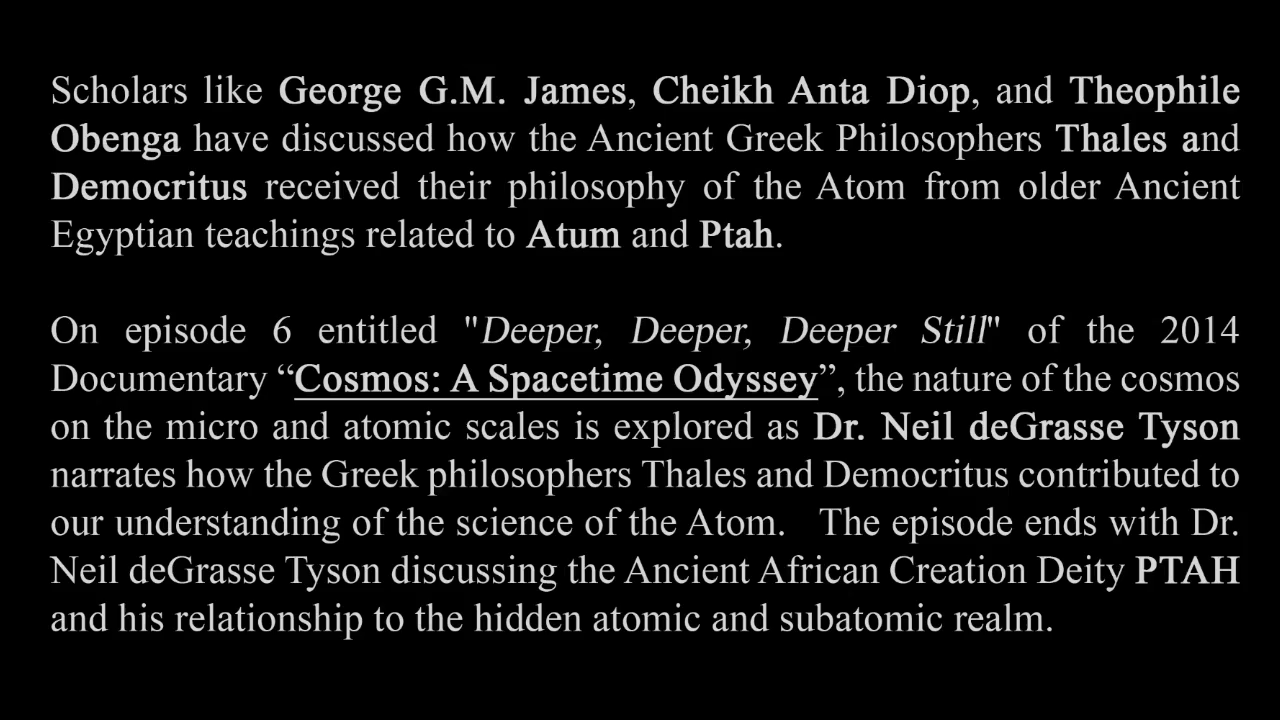 Scholars like George G.M. James, Cheikh Anta Diop, and Theophile
Obenga have discussed how the Ancient Greek Philosophers Thales and
Democritus received their philosophy of the Atom from older Ancient
Egyptian teachings related to Atum and Ptah.
On episode 6 entitled "Deeper, Deeper, Deeper Still" of the 2014
Documentary “Cosmos: A Spacetime Odyssey”, the nature of the cosmos
on the micro and atomic scales is explored as Dr. Neil deGrasse Tyson
narrates how the Greek philosophers Thales and Democritus contributed to
our understanding of the science of the Atom. The episode ends with Dr.
Neil deGrasse Tyson discussing the Ancient African Creation Deity PTAH
and his relationship to the hidden atomic and subatomic realm.